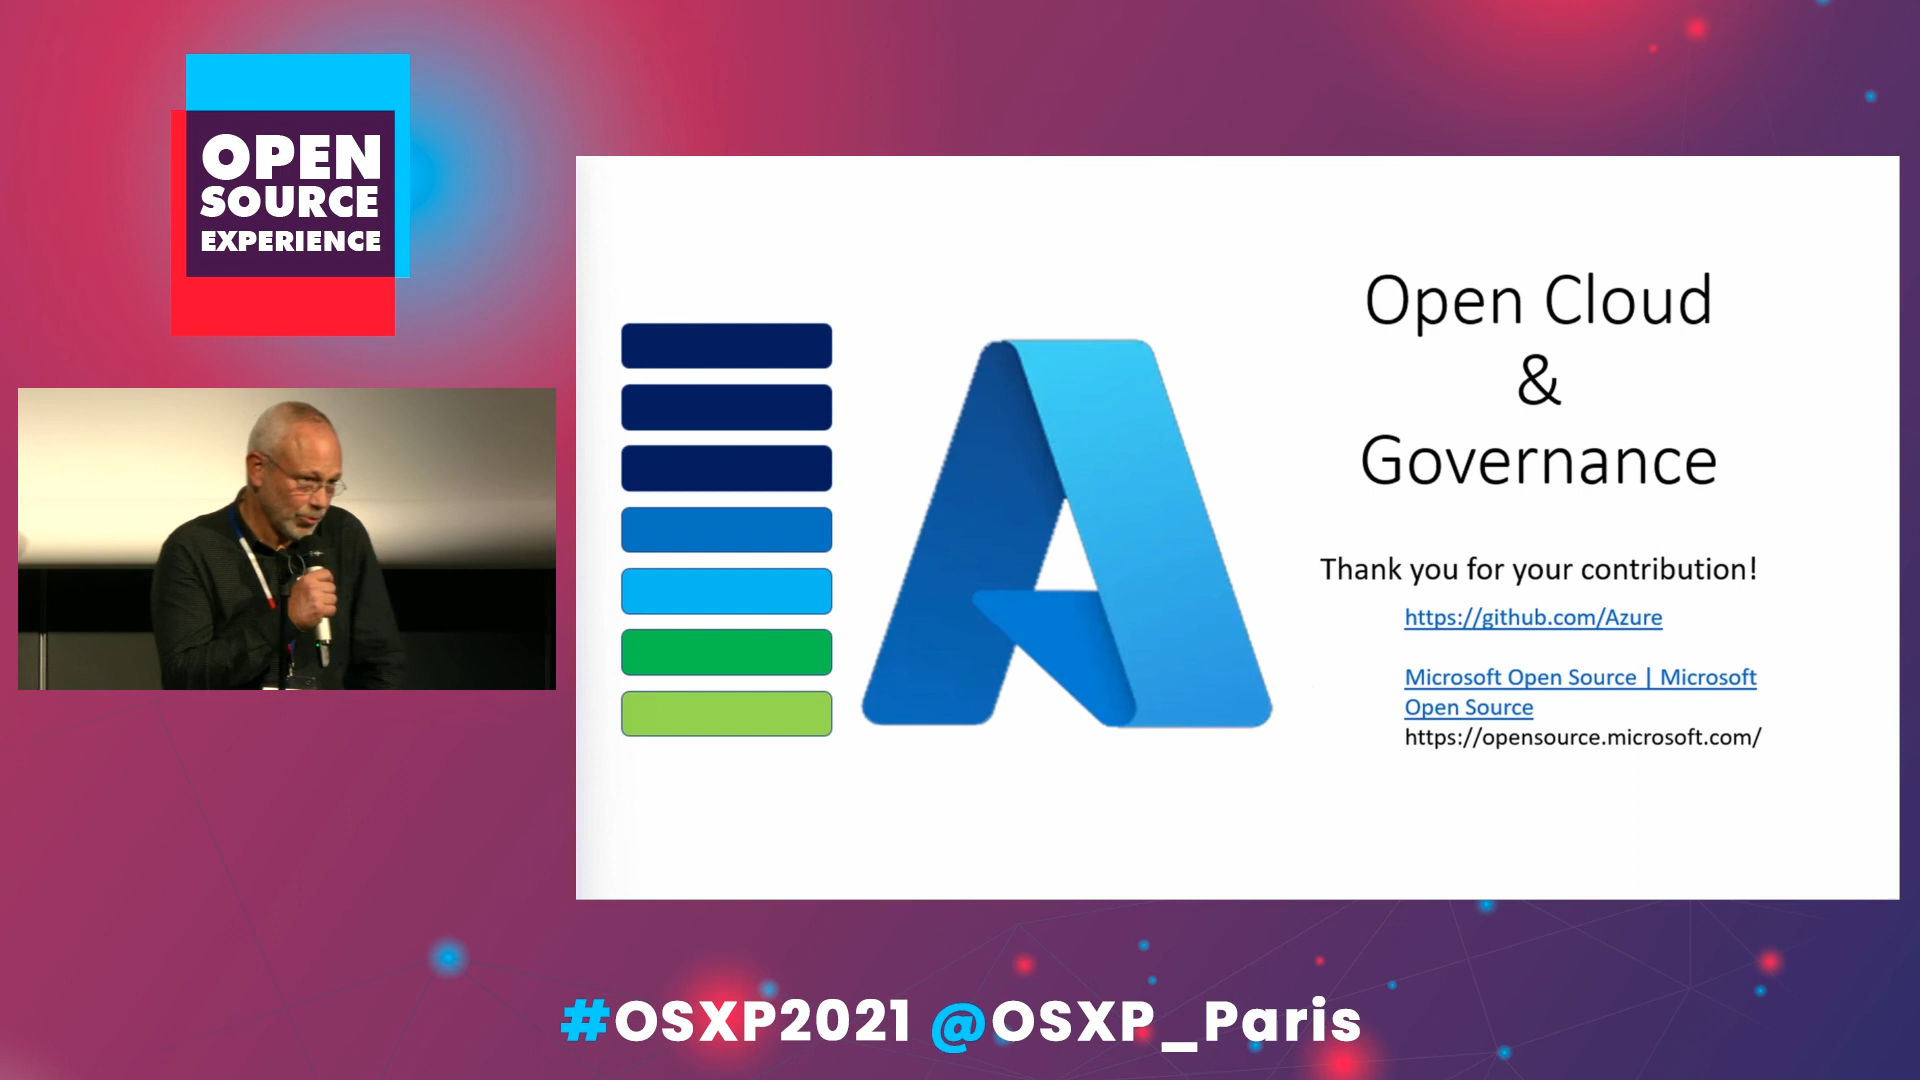 OPEN
SOURCE
EXPERIENCE
Open Cloud
&
Governance
Thank you for your contribution!
https://github.com/Azure
Microsoft Open Source | Microsoft
Open Source
https://opensource.microsoft.com/
#OSXP2021 @OSXP_Paris